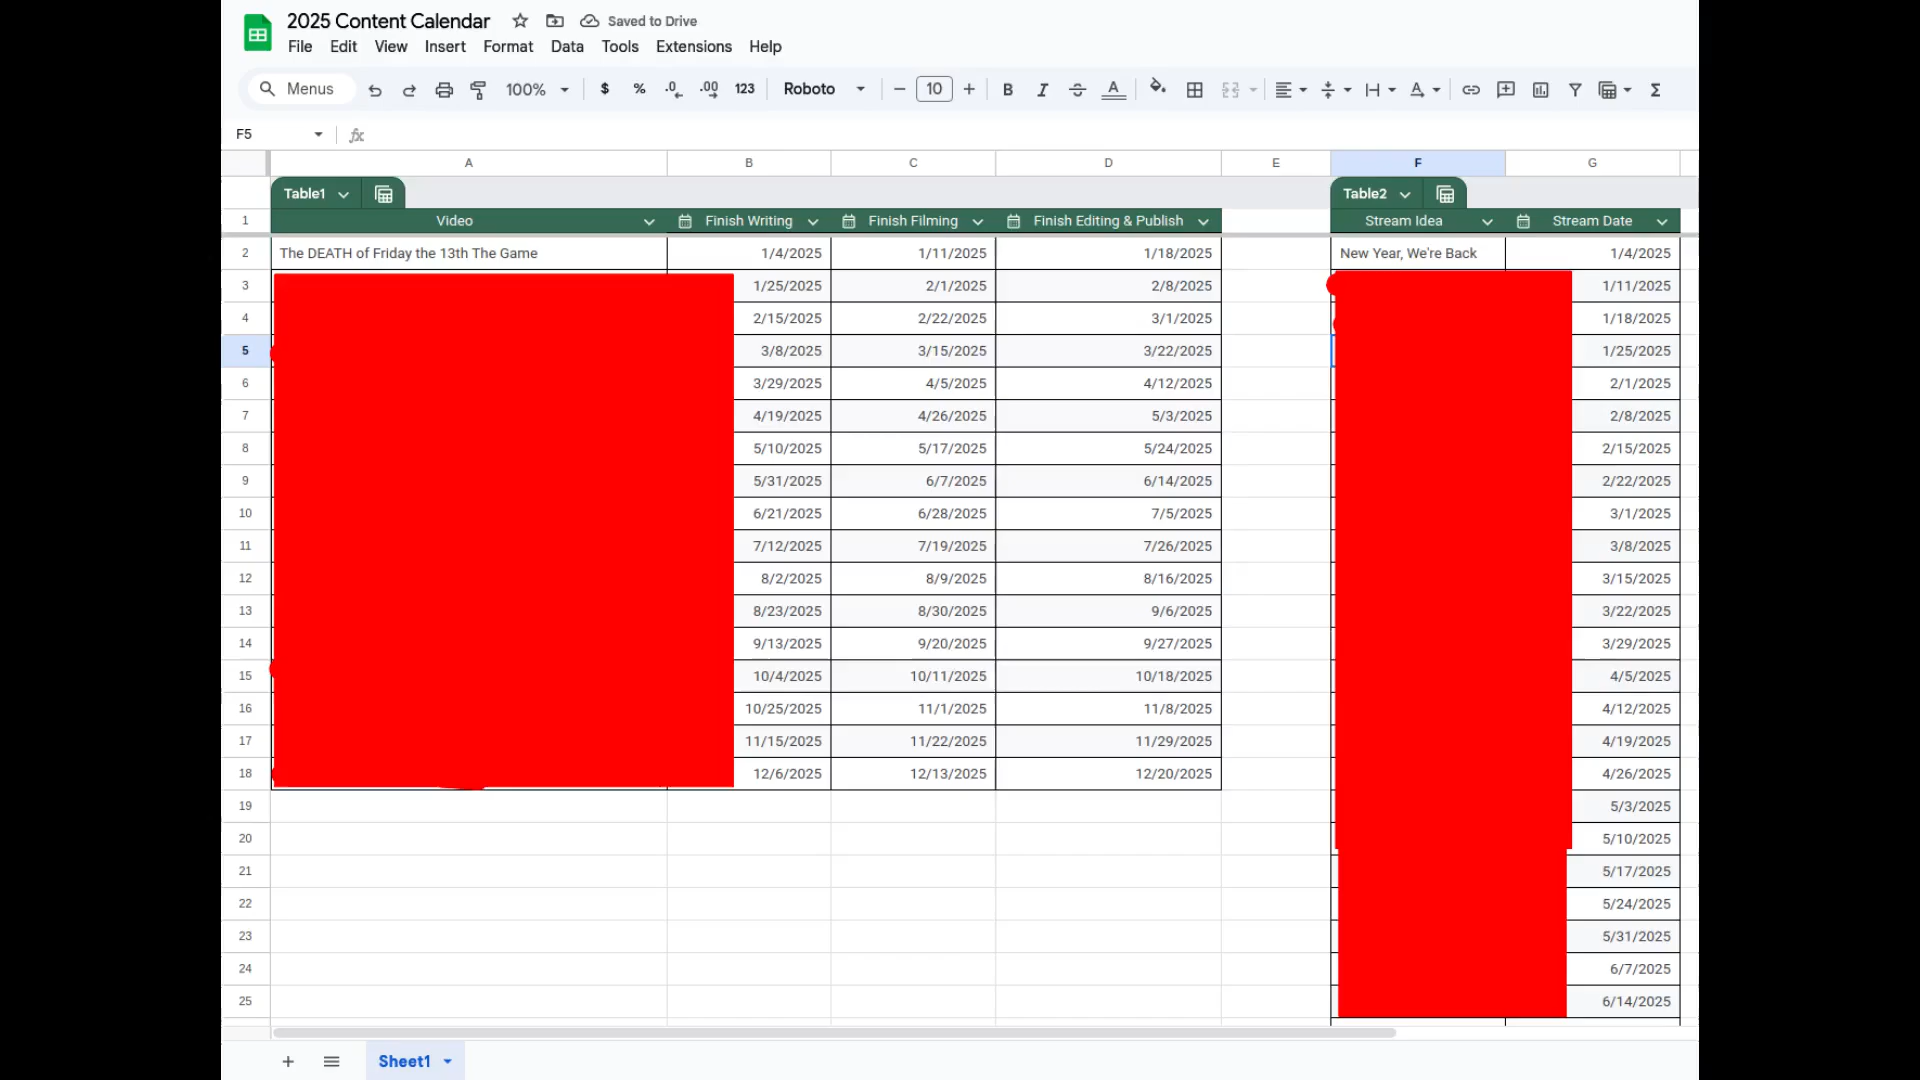 2025 Content Calendar Saved to Drive
File Edit View Insert Format Data Tools Extensions Help
Menus 100% $ % .0 .00 123 Roboto 10 B I A A Σ
F5 fx
A B C D E F G
Table1 Table2
1 Video Finish Writing Finish Filming Finish Editing & Publish Stream Idea Stream Date
2 The DEATH of Friday the 13th The Game 1/4/2025 1/11/2025 1/18/2025 New Year, We're Back 1/4/2025
3 1/25/2025 2/1/2025 2/8/2025 1/11/2025
4 2/15/2025 2/22/2025 3/1/2025 1/18/2025
5 3/8/2025 3/15/2025 3/22/2025 1/25/2025
6 3/29/2025 4/5/2025 4/12/2025 2/1/2025
7 4/19/2025 4/26/2025 5/3/2025 2/8/2025
8 5/10/2025 5/17/2025 5/24/2025 2/15/2025
9 5/31/2025 6/7/2025 6/14/2025 2/22/2025
10 6/21/2025 6/28/2025 7/5/2025 3/1/2025
11 7/12/2025 7/19/2025 7/26/2025 3/8/2025
12 8/2/2025 8/9/2025 8/16/2025 3/15/2025
13 8/23/2025 8/30/2025 9/6/2025 3/22/2025
14 9/13/2025 9/20/2025 9/27/2025 3/29/2025
15 10/4/2025 10/11/2025 10/18/2025 4/5/2025
16 10/25/2025 11/1/2025 11/8/2025 4/12/2025
17 11/15/2025 11/22/2025 11/29/2025 4/19/2025
18 12/6/2025 12/13/2025 12/20/2025 4/26/2025
19 5/3/2025
20 5/10/2025
21 5/17/2025
22 5/24/2025
23 5/31/2025
24 6/7/2025
25 6/14/2025
Sheet1